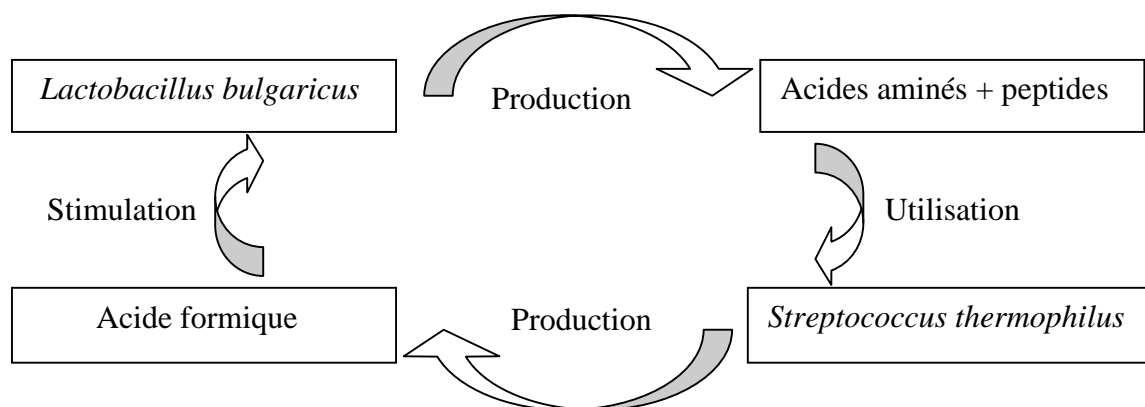 Lactobacillus bulgaricus
Production
Acides aminés + peptides
Stimulation
Utilisation
Acide formique
Production
Streptococcus thermophilus